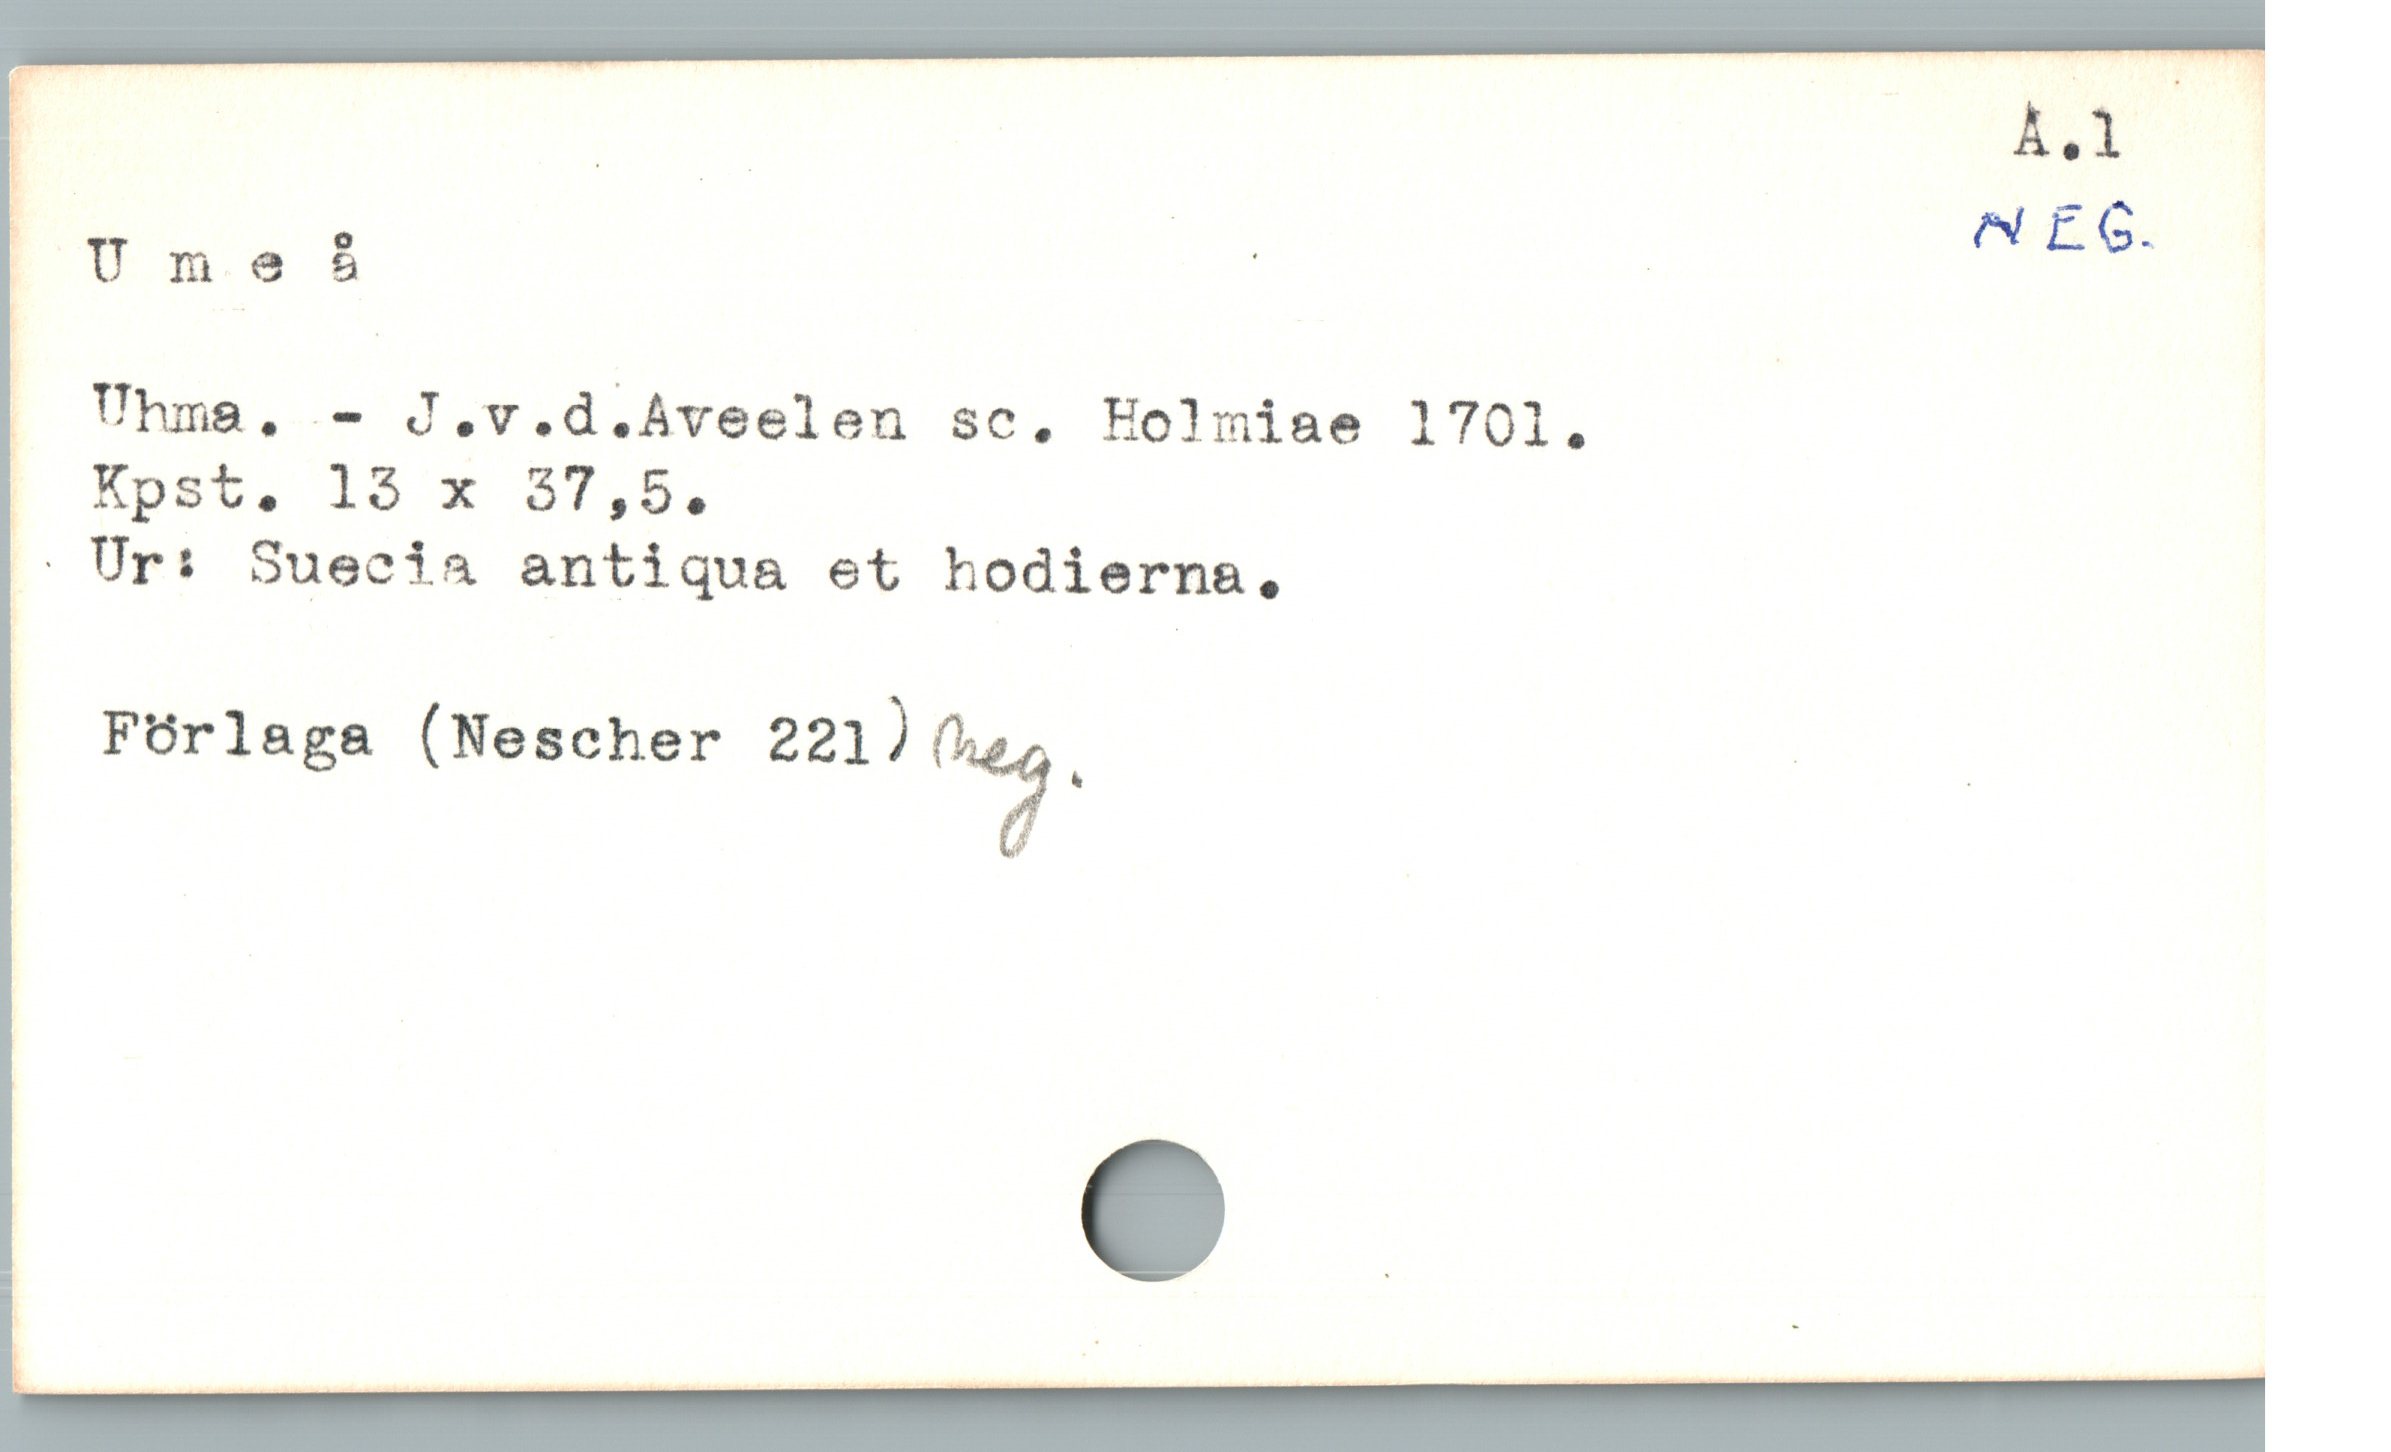 A.1
NEG.
U m e å
Uhma. - J.v.d.Aveelen sc. Holmiae 1701.
Kpst. 13 x 37,5.
Ur: Suecia antiqua et hodierna.
Förlaga (Nescher 221) neg.